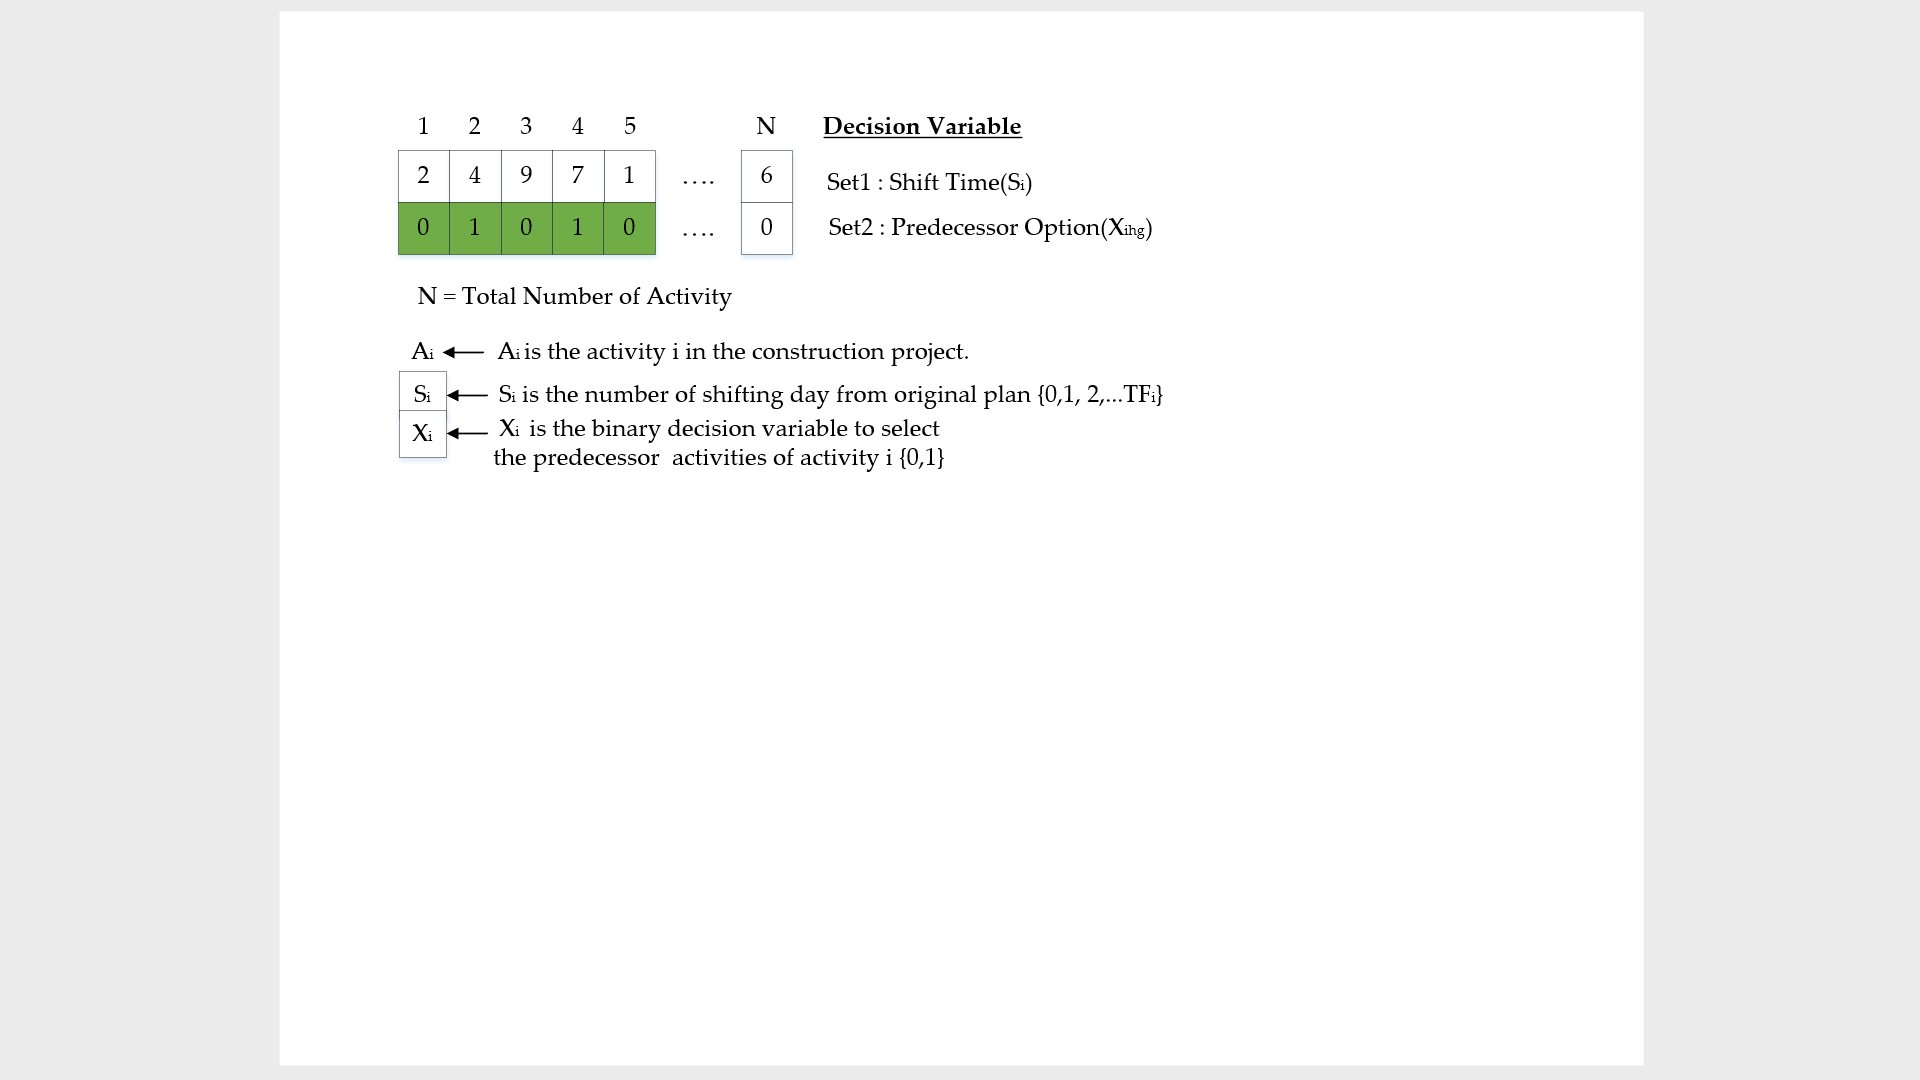 1 2 3 4 5 N Decision Variable
2 4 9 7 1 .... 6 Set1 : Shift Time(Si)
0 1 0 1 0 .... 0 Set2 : Predecessor Option(Xihg)
N = Total Number of Activity
Ai Ai is the activity i in the construction project.
Si Si is the number of shifting day from original plan {0,1, 2,...TFi}
Xi Xi is the binary decision variable to select
the predecessor activities of activity i {0,1}